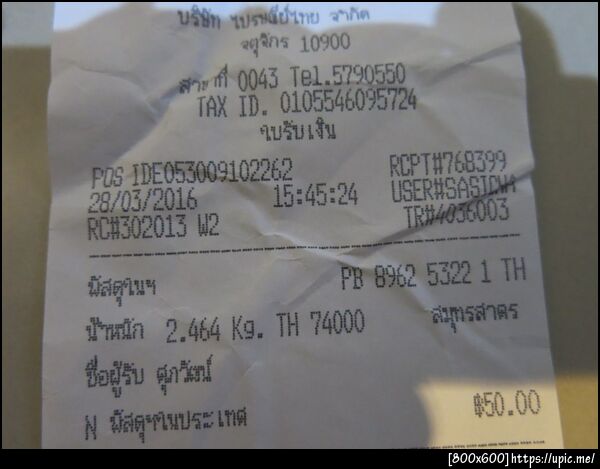 บริษัท ไปรษณีย์ไทย จำกัด
จตุจักร 10900
สาขาที่ 0043 Tel.5790550
TAX ID. 0105546095724
ใบรับเงิน
POS IDE053009102262 RCPT#768399
28/03/2016 15:45:24 USER#SASICWA
RC#302013 W2 TR#4036003
พัสดุในฯ PB 8962 5322 1 TH
น้ำหนัก 2.464 Kg. TH 74000 สมุทรสาคร
ชื่อผู้รับ ศุภวัฒน์
N พัสดุฯในประเทศ ฿50.00
[800x600]https://upic.me/